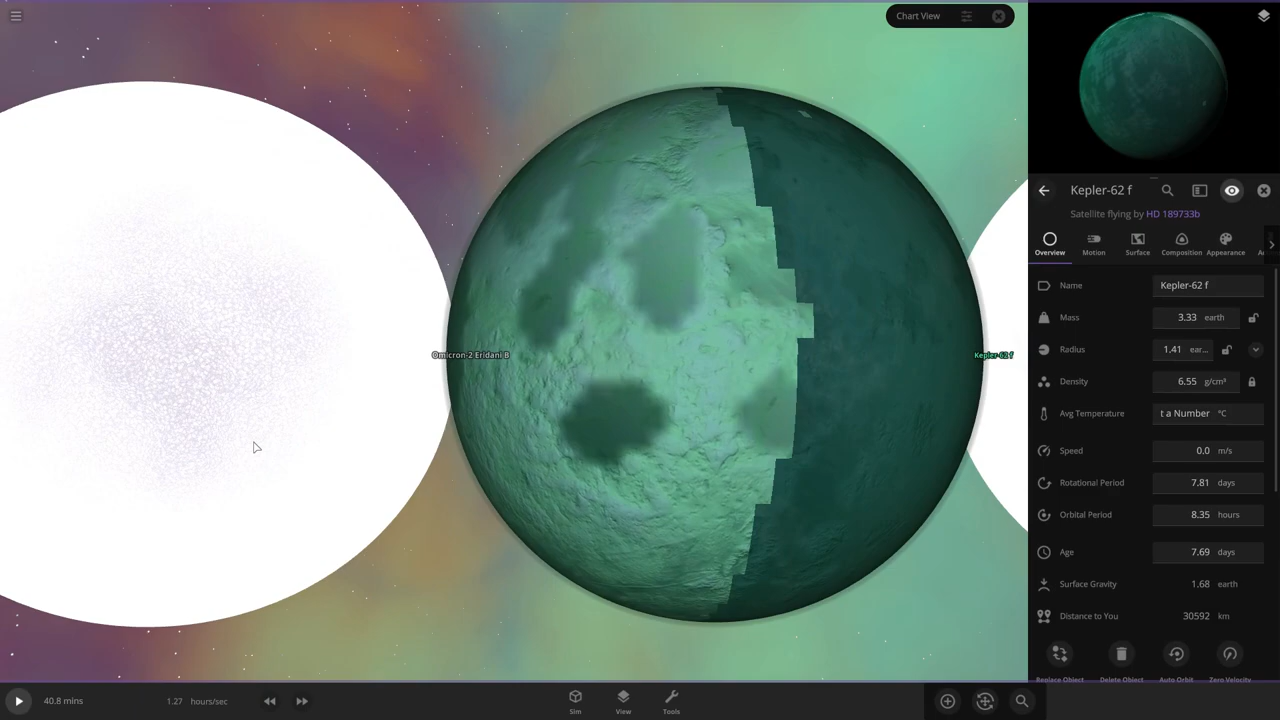 Chart View
Omicron-2 Eridani B
Kepler-62 f
Kepler-62 f
Satellite flying by HD 189733b
Overview
Motion
Surface
Composition
Appearance
Name
Kepler-62 f
Mass
3.33 earth
Radius
1.41 ear...
Density
6.55 g/cm³
Avg Temperature
t a Number °C
Speed
0.0 m/s
Rotational Period
7.81 days
Orbital Period
8.35 hours
Age
7.69 days
Surface Gravity
1.68 earth
Distance to You
30592 km
Replace Object
Delete Object
Auto Orbit
Zero Velocity
40.8 mins
1.27 hours/sec
Sim
View
Tools